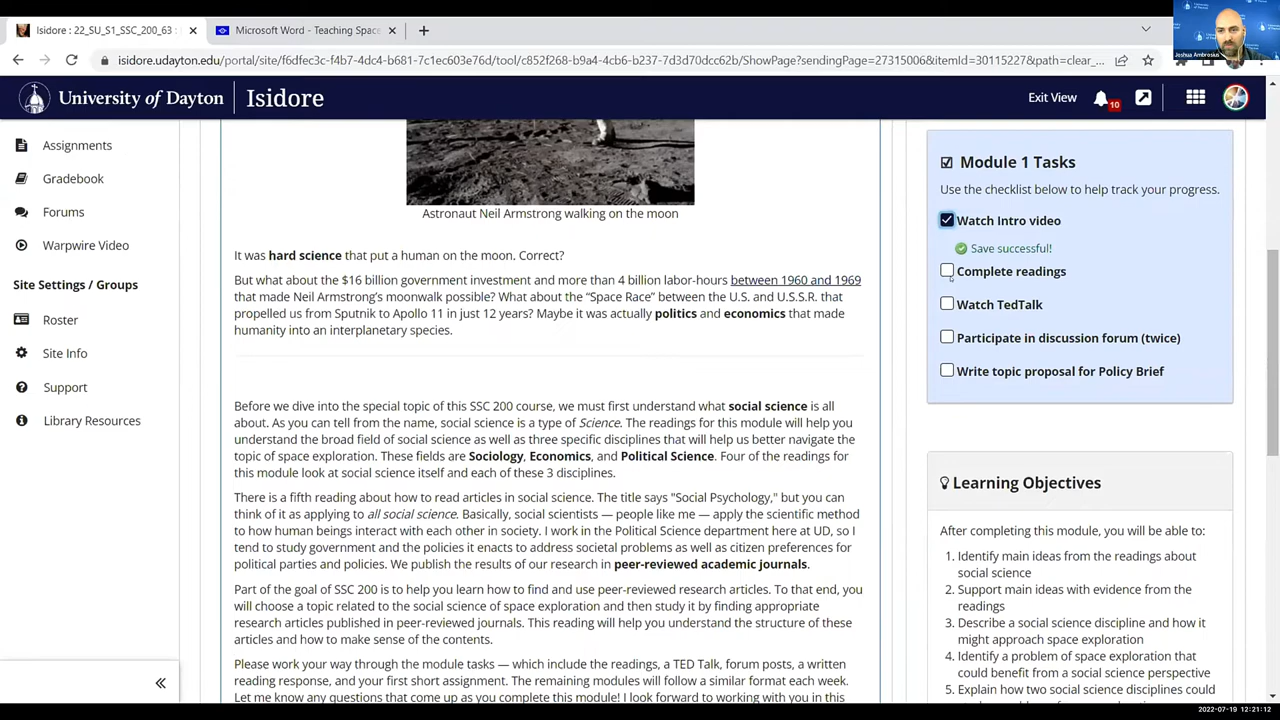 Isidore : 22_SU_S1_SSC_200_63 :
Microsoft Word - Teaching Space
Joshua Ambrosius
University of Dayton
Isidore
Exit View
10
Assignments
Gradebook
Forums
Warpwire Video
Site Settings / Groups
Roster
Site Info
Support
Library Resources
Astronaut Neil Armstrong walking on the moon
It was hard science that put a human on the moon. Correct?
But what about the $16 billion government investment and more than 4 billion labor-hours between 1960 and 1969
that made Neil Armstrong's moonwalk possible? What about the "Space Race" between the U.S. and U.S.S.R. that
propelled us from Sputnik to Apollo 11 in just 12 years? Maybe it was actually politics and economics that made
humanity into an interplanetary species.
Before we dive into the special topic of this SSC 200 course, we must first understand what social science is all
about. As you can tell from the name, social science is a type of Science. The readings for this module will help you
understand the broad field of social science as well as three specific disciplines that will help us better navigate the
topic of space exploration. These fields are Sociology, Economics, and Political Science. Four of the readings for
this module look at social science itself and each of these 3 disciplines.
There is a fifth reading about how to read articles in social science. The title says "Social Psychology," but you can
think of it as applying to all social science. Basically, social scientists — people like me — apply the scientific method
to how human beings interact with each other in society. I work in the Political Science department here at UD, so I
tend to study government and the policies it enacts to address societal problems as well as citizen preferences for
political parties and policies. We publish the results of our research in peer-reviewed academic journals.
Part of the goal of SSC 200 is to help you learn how to find and use peer-reviewed research articles. To that end, you
will choose a topic related to the social science of space exploration and then study it by finding appropriate
research articles published in peer-reviewed journals. This reading will help you understand the structure of these
articles and how to make sense of the contents.
Please work your way through the module tasks — which include the readings, a TED Talk, forum posts, a written
reading response, and your first short assignment. The remaining modules will follow a similar format each week.
Let me know any questions that come up as you complete this module! I look forward to working with you in this
Module 1 Tasks
Use the checklist below to help track your progress.
Watch Intro video
Save successful!
Complete readings
Watch TedTalk
Participate in discussion forum (twice)
Write topic proposal for Policy Brief
Learning Objectives
After completing this module, you will be able to:
1. Identify main ideas from the readings about
social science
2. Support main ideas with evidence from the
readings
3. Describe a social science discipline and how it
might approach space exploration
4. Identify a problem of space exploration that
could benefit from a social science perspective
5. Explain how two social science disciplines could
2022-07-19 12:21:12